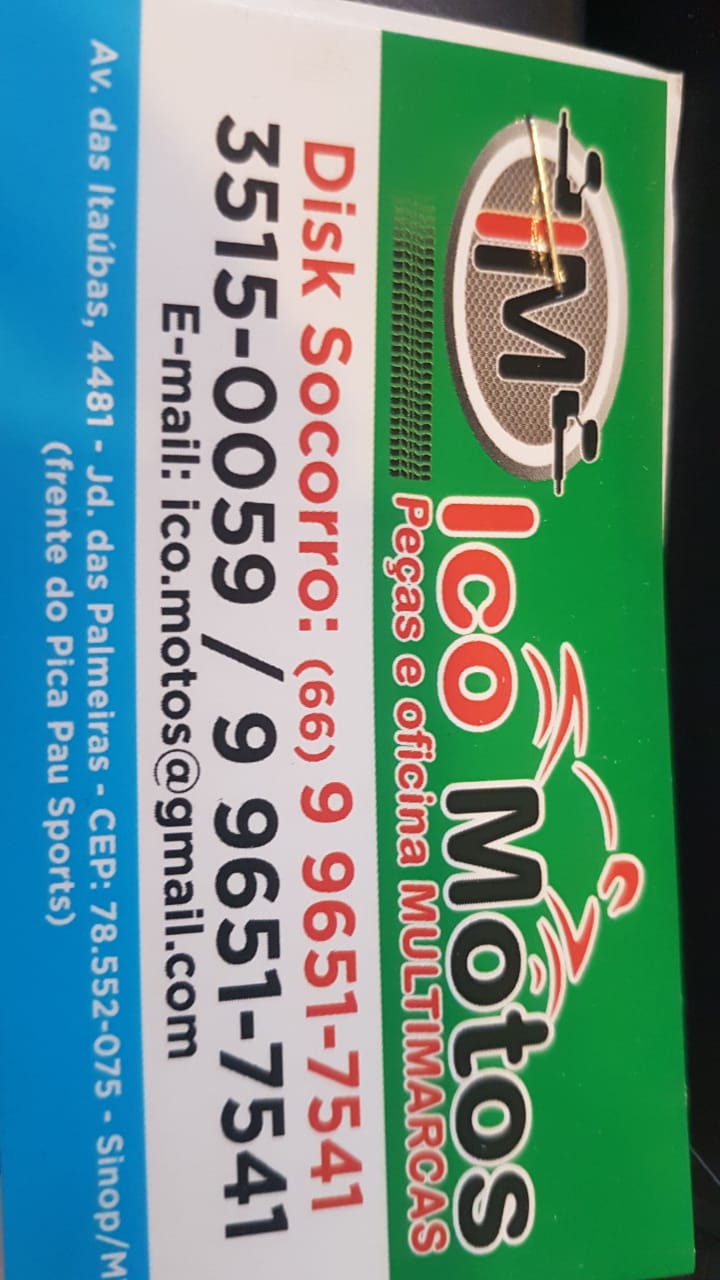 IM
Ico Motos
Peças e oficina MULTIMARCAS
Disk Socorro: (66) 9 9651-7541
3515-0059 / 9 9651-7541
E-mail: ico.motos@gmail.com
Av. das Itaúbas, 4481 - Jd. das Palmeiras - CEP: 78.552-075 - Sinop/M
(frente do Pica Pau Sports)